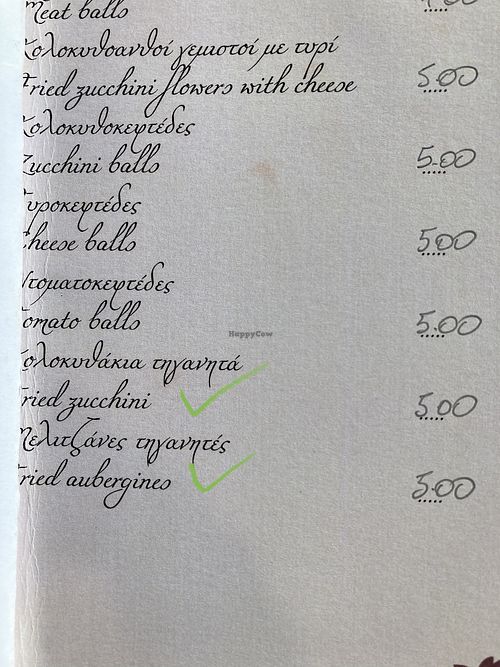 Meat balls
Κολοκυθοανθοί γεμιστοί με τυρί
Fried zucchini flowers with cheese 5.00
Κολοκυθοκεφτέδες
Zucchini balls 5.00
Τυροκεφτέδες
Cheese balls 5.00
Ντοματοκεφτέδες
Tomato balls 5.00
HappyCow
Κολοκυθάκια τηγανητά
Fried zucchini 5.00
Μελιτζάνες τηγανητές
Fried aubergines 5.00